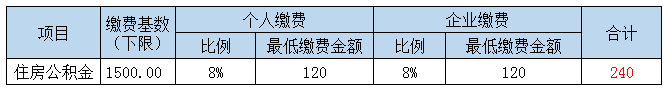 项目 缴费基数（下限） 个人缴费 企业缴费 合计
比例 最低缴费金额 比例 最低缴费金额
住房公积金 1500.00 8% 120 8% 120 240